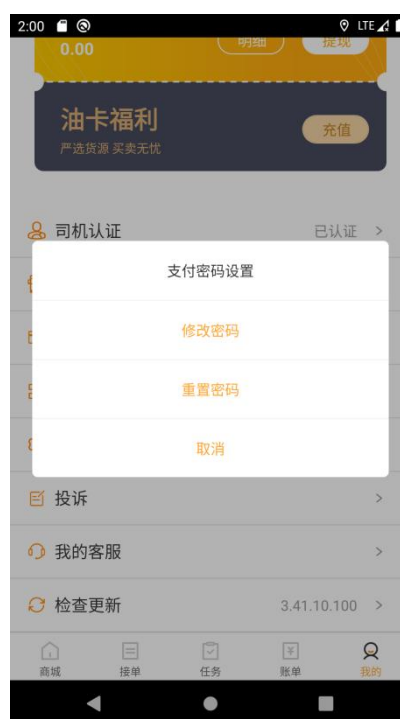 2:00 LTE
0.00 明细 提现
油卡福利
严选货源 买卖无忧 充值
司机认证 已认证 >
支付密码设置
修改密码
重置密码
取消
投诉 >
我的客服 >
检查更新 3.41.10.100 >
商城 接单 任务 账单 我的